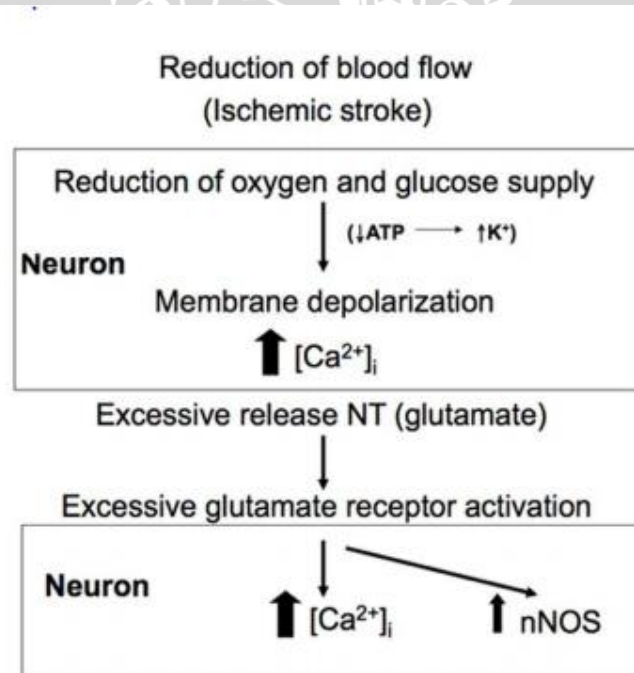 Reduction of blood flow
(Ischemic stroke)
Reduction of oxygen and glucose supply
(↓ATP → ↑K⁺)
Neuron
Membrane depolarization
[Ca²⁺]ᵢ
Excessive release NT (glutamate)
Excessive glutamate receptor activation
Neuron
[Ca²⁺]ᵢ nNOS